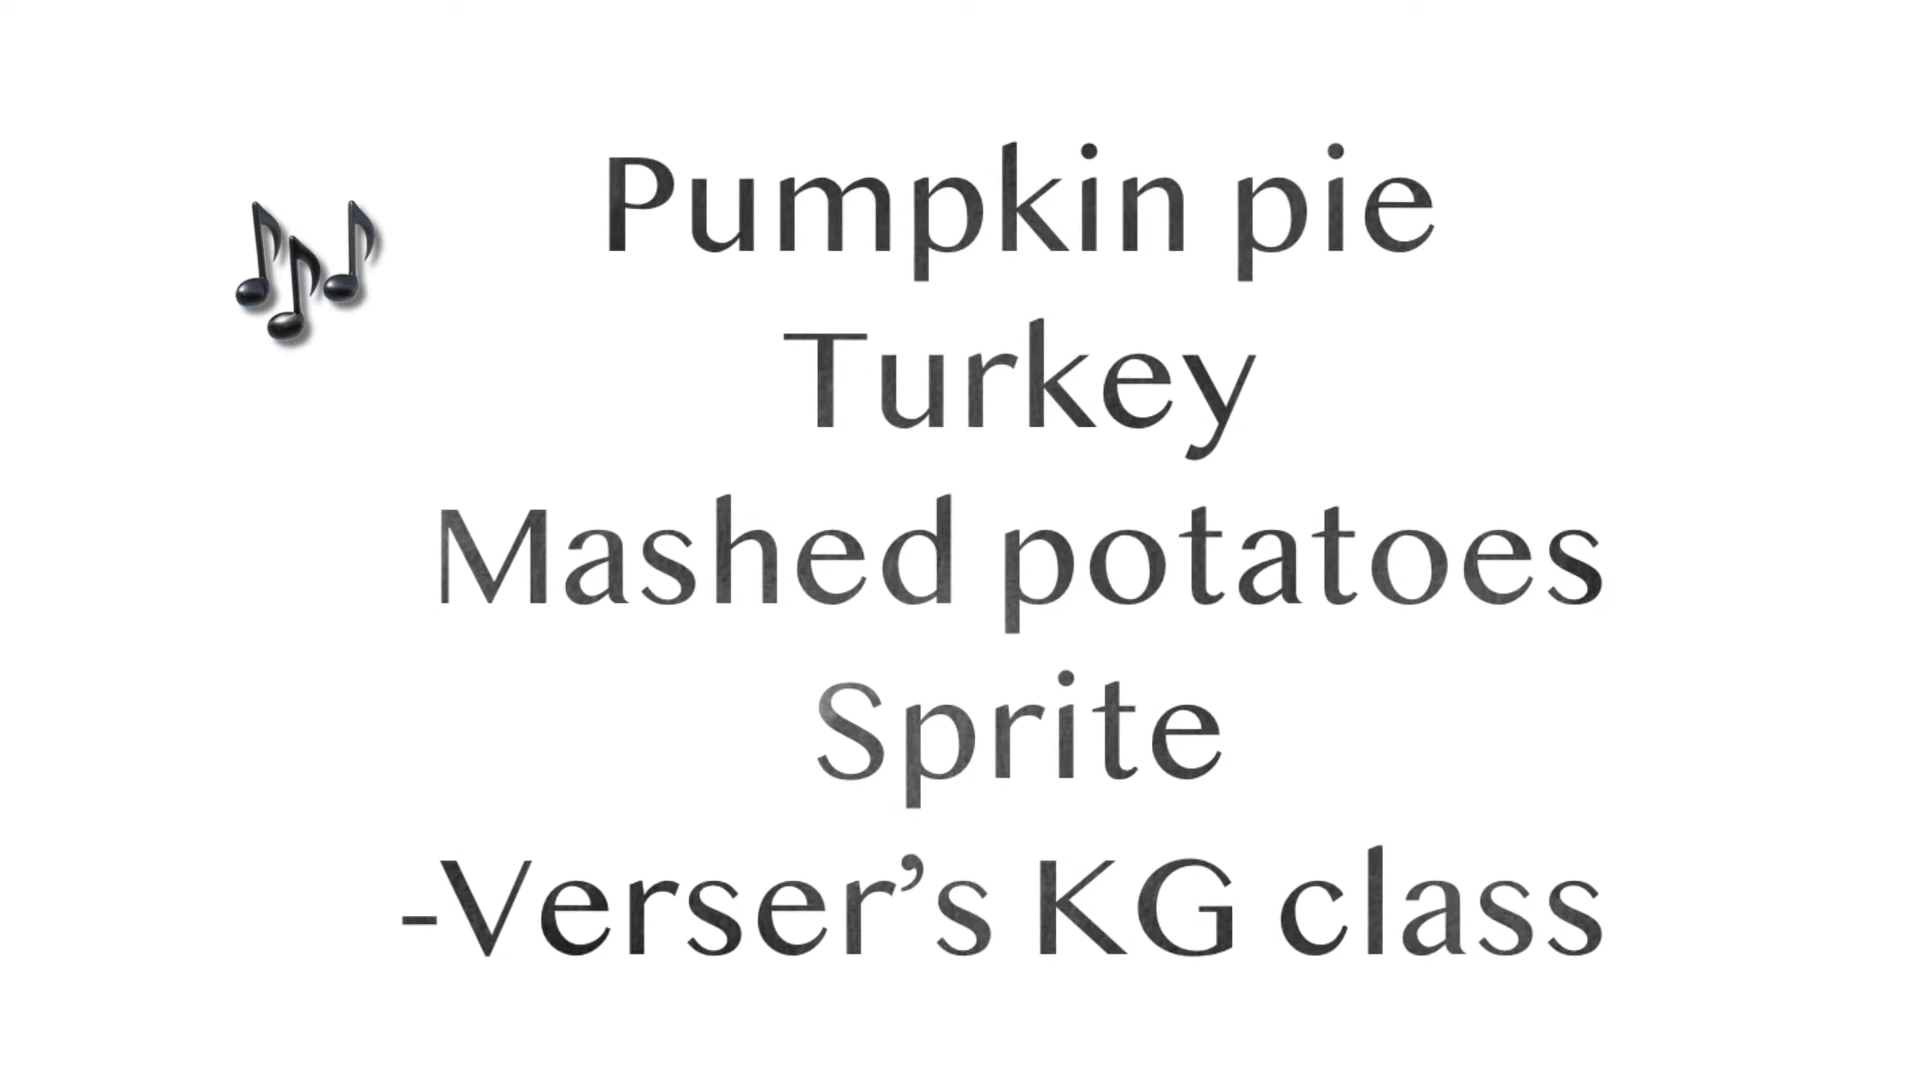 Pumpkin pie
Turkey
Mashed potatoes
Sprite
-Verser’s KG class